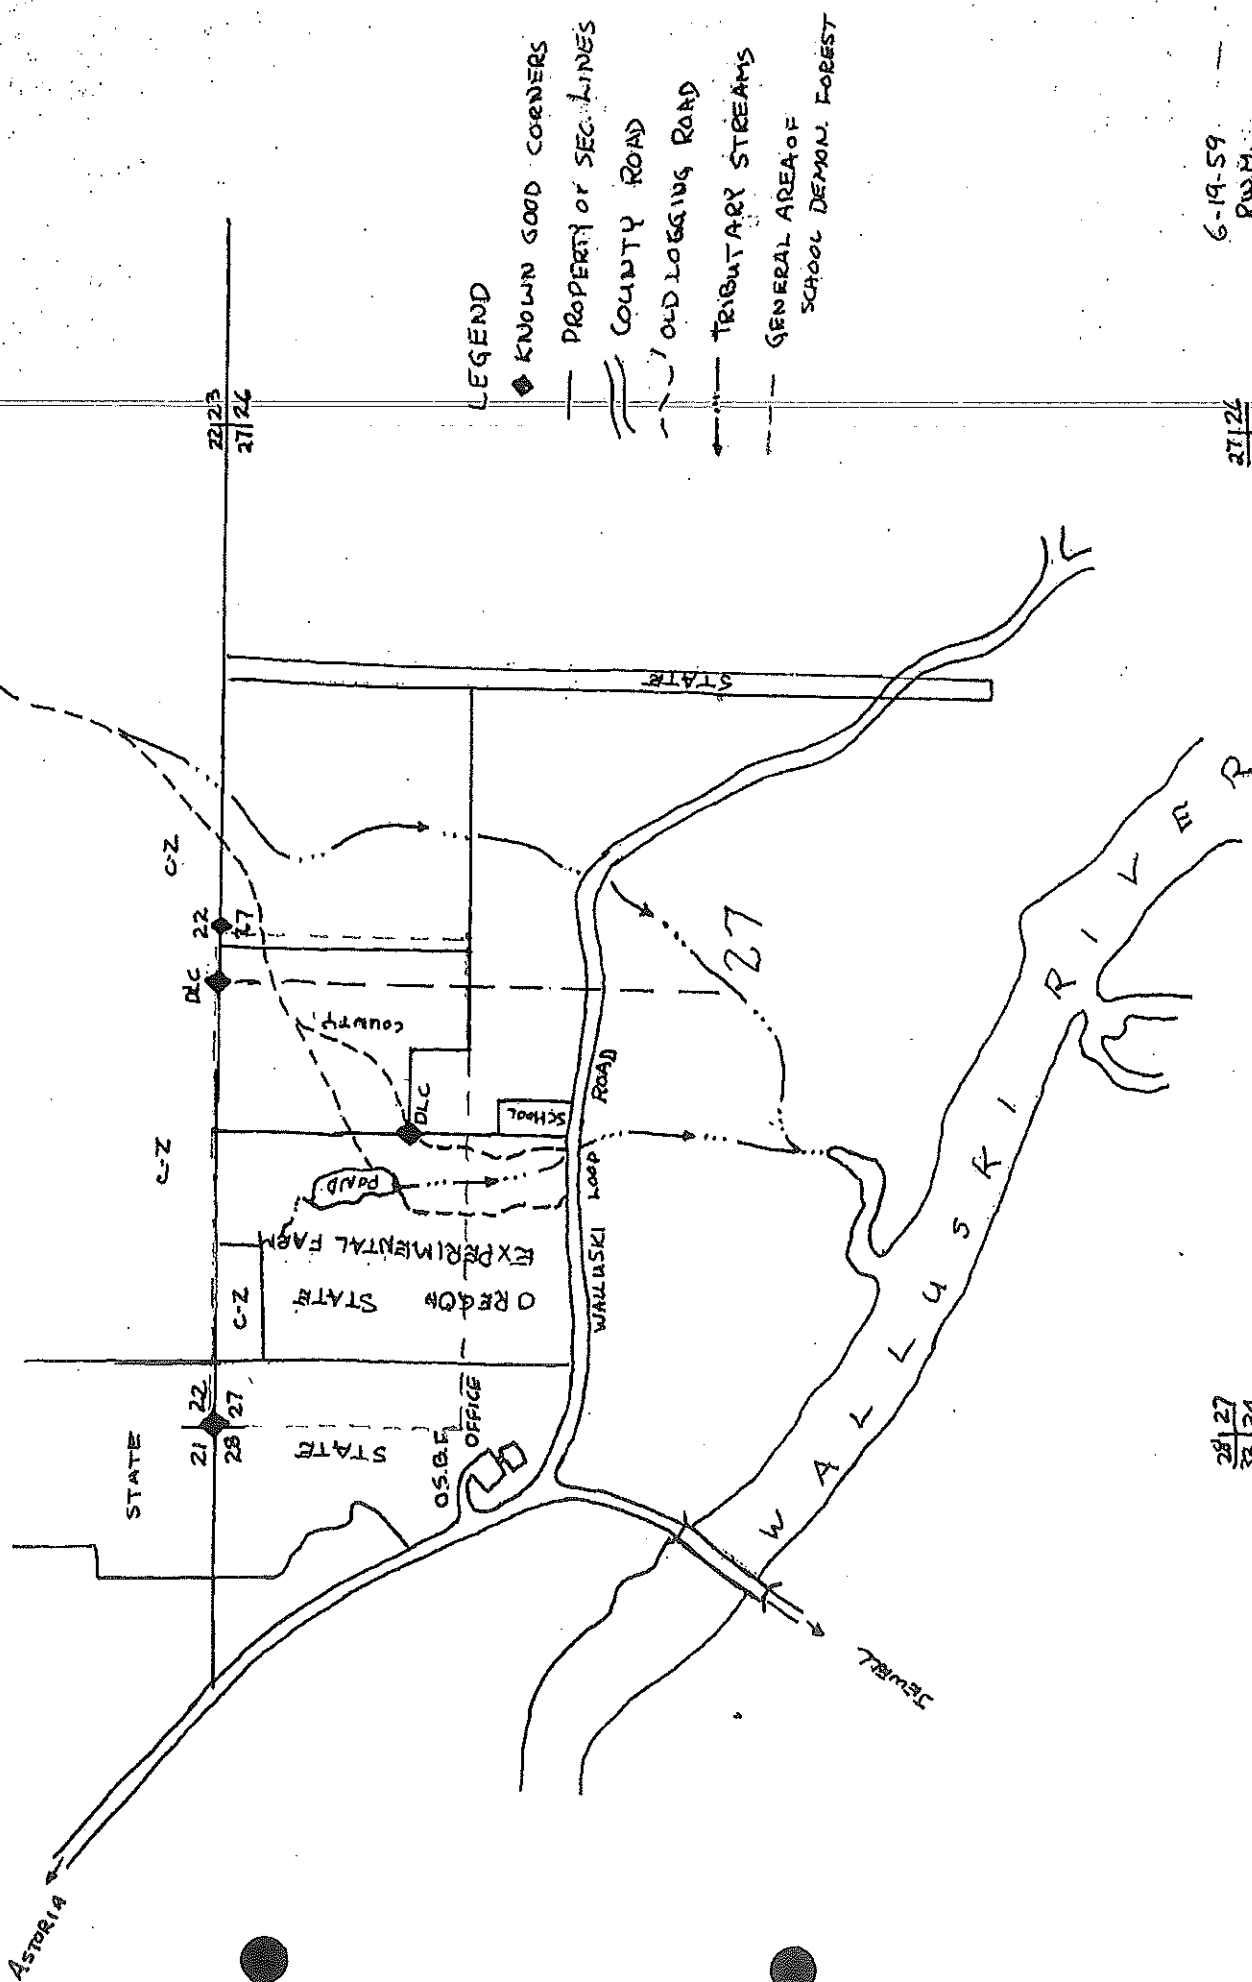 ASTORIA
STATE
21 22
28 27
STATE
O.S.B.F.
OFFICE
C-Z
C-Z
OREGON STATE
EXPERIMENTAL FARM
POND
DLC
SCHOOL
COUNTY
DLC
22
27
C-Z
STATE
22 23
27 26
WALLUSKI LOOP ROAD
27
JEWELL
WALLUSKI RIVER
28 27
27 26
LEGEND
KNOWN GOOD CORNERS
PROPERTY or SEC. LINES
COUNTY ROAD
OLD LOGGING ROAD
TRIBUTARY STREAMS
GENERAL AREA OF
SCHOOL DEMON. FOREST
6-19-59